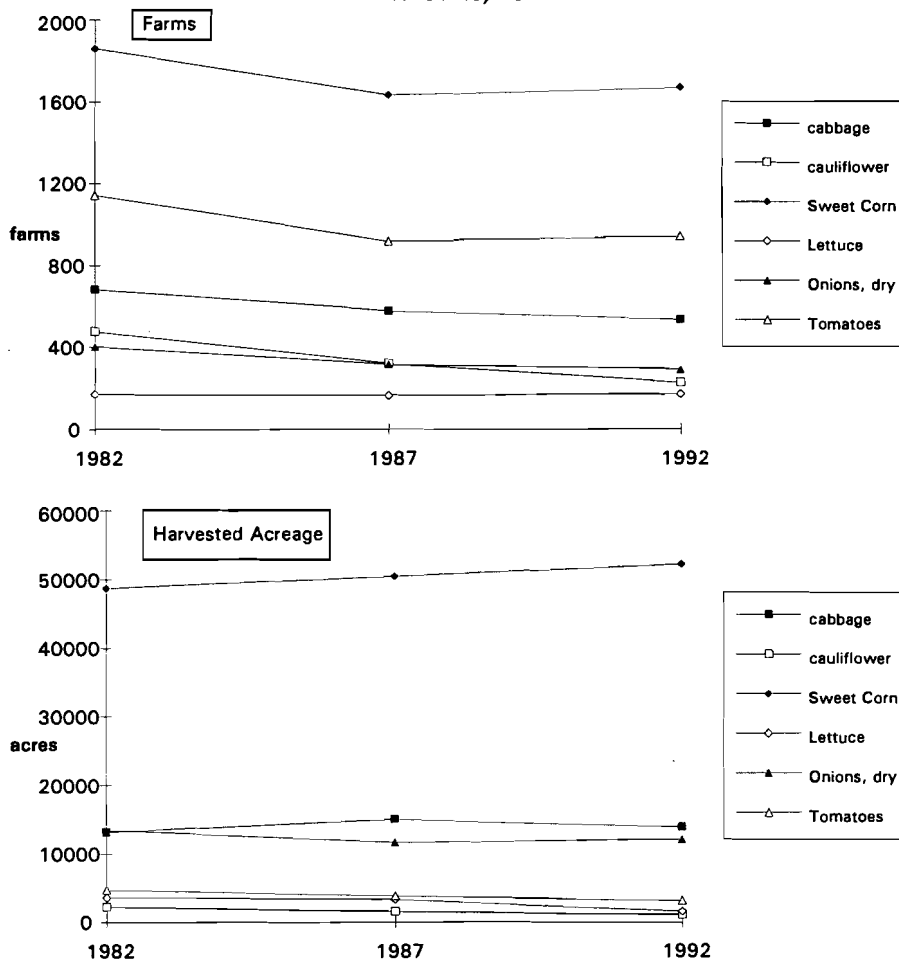 Farms
2000
1600
1200
farms
800
400
0
1982 1987 1992
cabbage
cauliflower
Sweet Corn
Lettuce
Onions, dry
Tomatoes
Harvested Acreage
60000
50000
40000
30000
acres
20000
10000
0
1982 1987 1992
cabbage
cauliflower
Sweet Corn
Lettuce
Onions, dry
Tomatoes